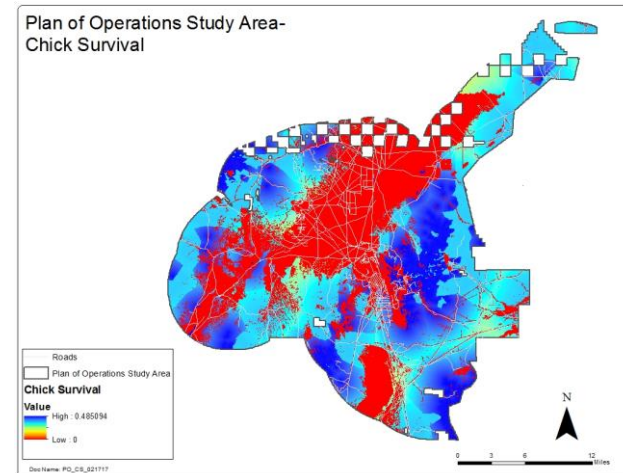 Plan of Operations Study Area-
Chick Survival
Roads
Plan of Operations Study Area
Chick Survival
Value
High : 0.485094
Low : 0
Doc Name: PO_CS_021717
N
0 3 6 12
Miles